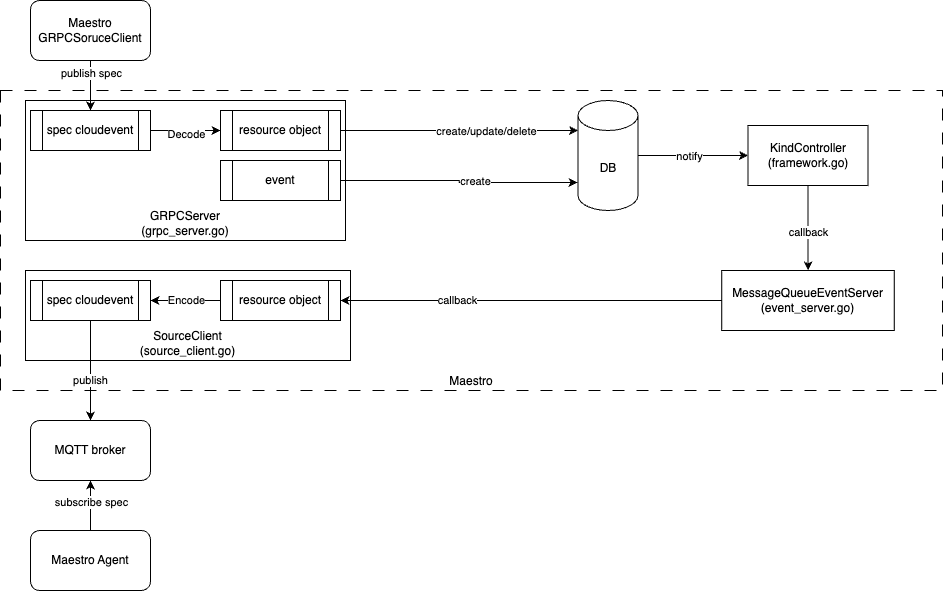 Maestro
GRPCSoruceClient
publish spec
spec cloudevent
Decode
resource object
create/update/delete
event
create
DB
notify
KindController
(framework.go)
GRPCServer
(grpc_server.go)
callback
spec cloudevent
Encode
resource object
callback
MessageQueueEventServer
(event_server.go)
SourceClient
(source_client.go)
publish
Maestro
MQTT broker
subscribe spec
Maestro Agent